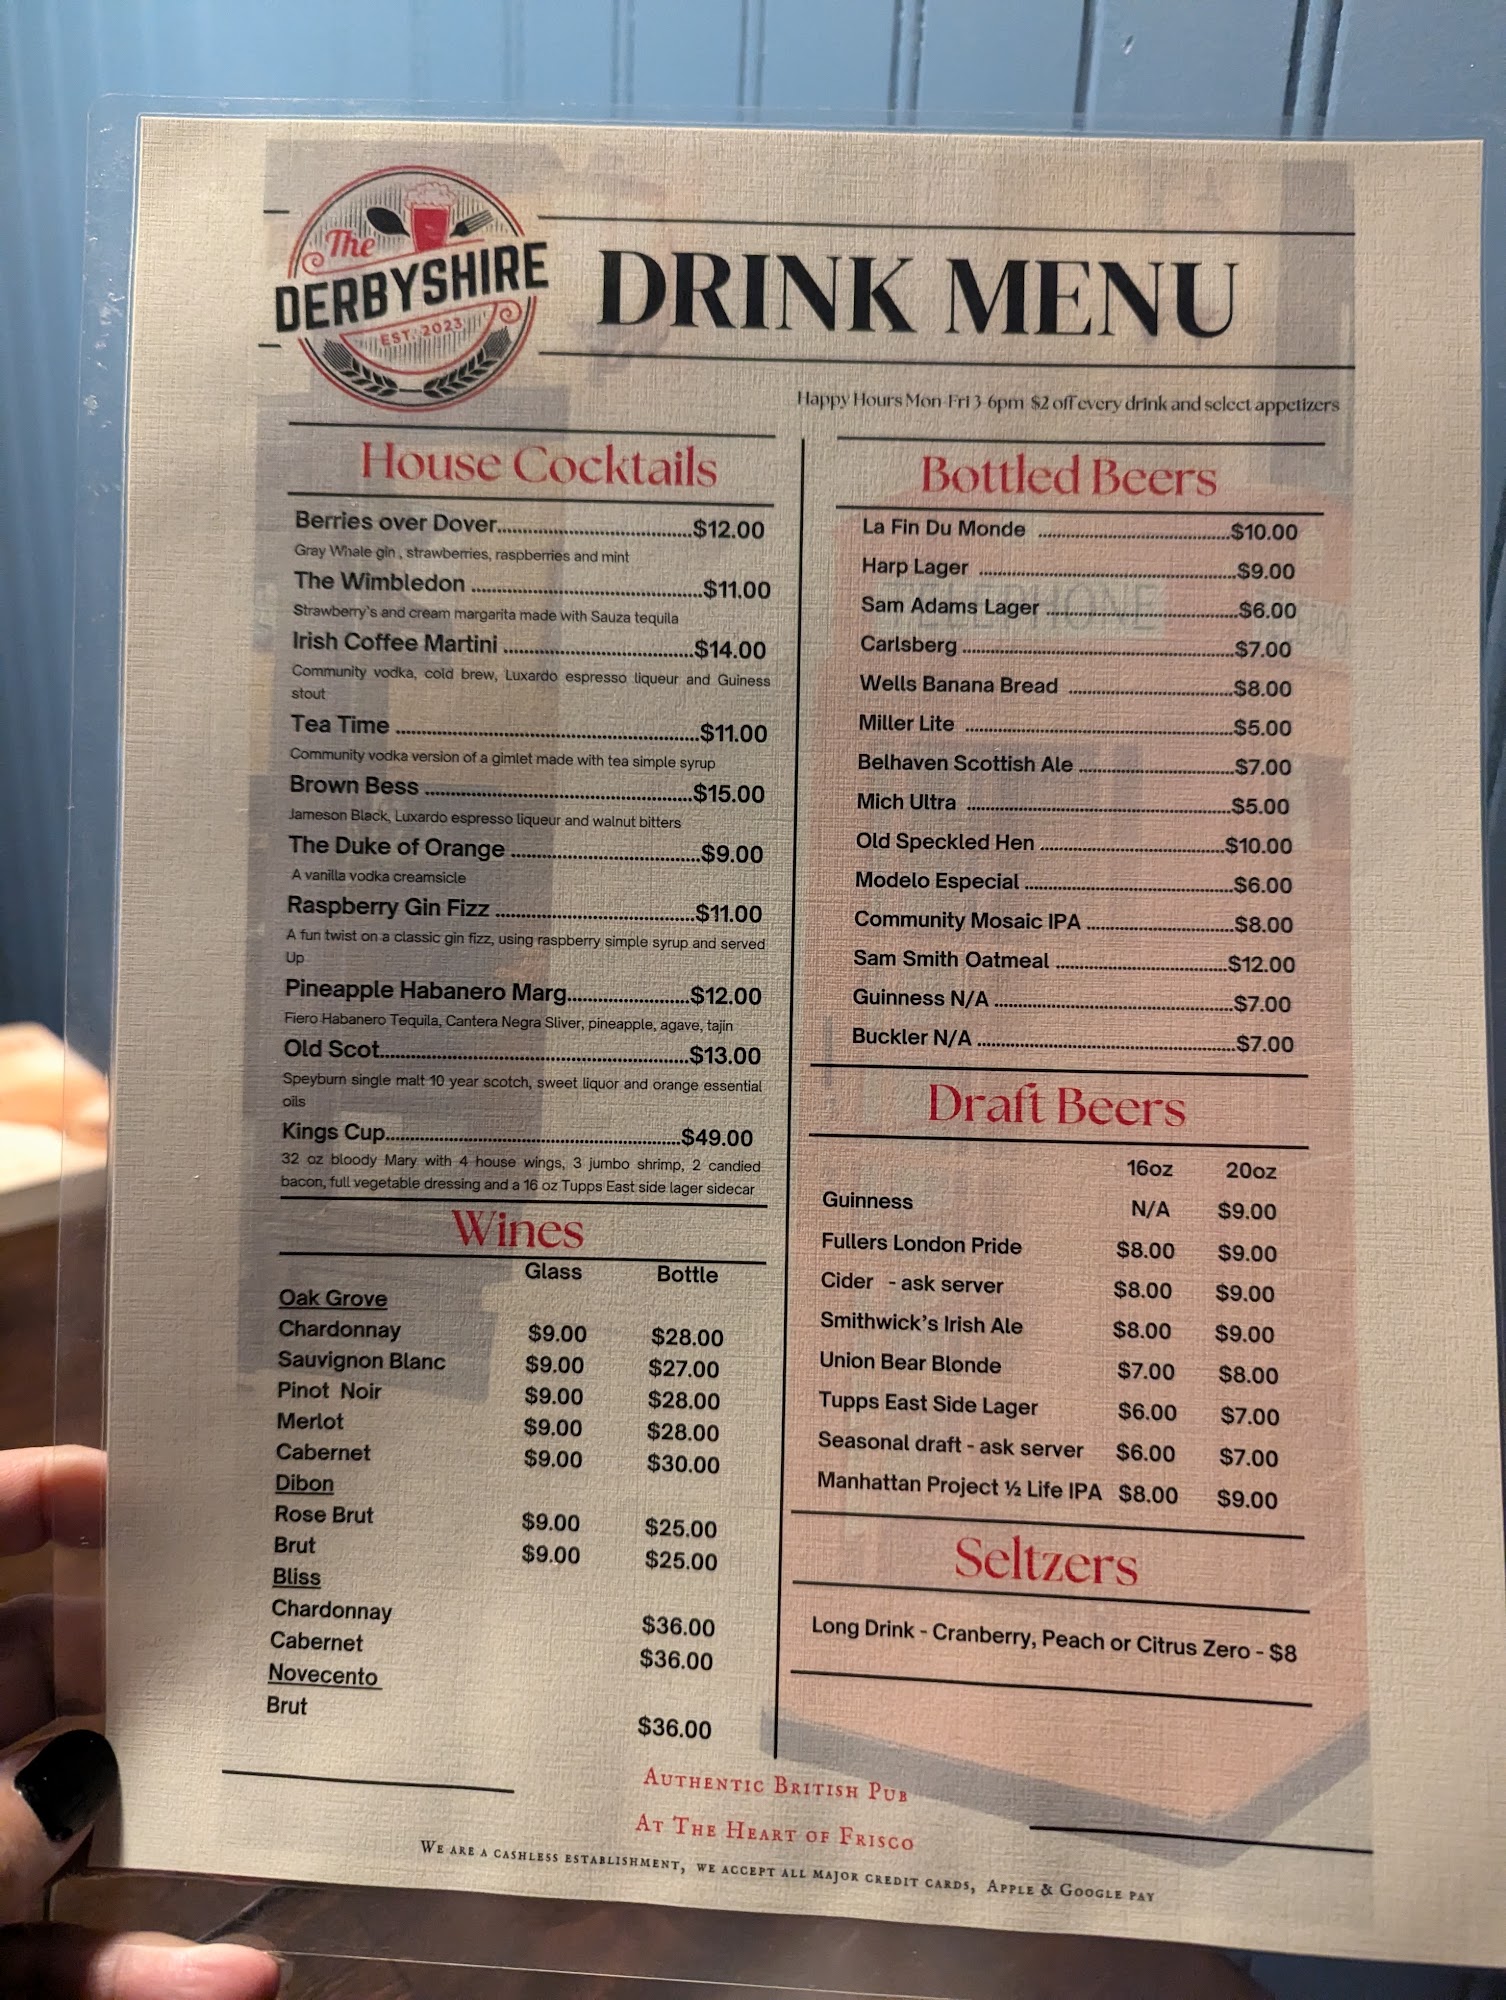 The
DERBYSHIRE
EST. 2023
DRINK MENU
Happy Hours Mon-Fri 3-6pm $2 off every drink and select appetizers
House Cocktails
Berries over Dover..........$12.00
Gray Whale gin , strawberries, raspberries and mint
The Wimbledon ..........$11.00
Strawberry's and cream margarita made with Sauza tequila
Irish Coffee Martini ..........$14.00
Community vodka, cold brew, Luxardo espresso liqueur and Guiness
stout
Tea Time ..........$11.00
Community vodka version of a gimlet made with tea simple syrup
Brown Bess ..........$15.00
Jameson Black, Luxardo espresso liqueur and walnut bitters
The Duke of Orange ..........$9.00
A vanilla vodka creamsicle
Raspberry Gin Fizz ..........$11.00
A fun twist on a classic gin fizz, using raspberry simple syrup and served
Up
Pineapple Habanero Marg..........$12.00
Fiero Habanero Tequila, Cantera Negra Sliver, pineapple, agave, tajin
Old Scot..........$13.00
Speyburn single malt 10 year scotch, sweet liquor and orange essential
oils
Kings Cup..........$49.00
32 oz bloody Mary with 4 house wings, 3 jumbo shrimp, 2 candied
bacon, full vegetable dressing and a 16 oz Tupps East side lager sidecar
Wines
Glass Bottle
Oak Grove
Chardonnay $9.00 $28.00
Sauvignon Blanc $9.00 $27.00
Pinot Noir $9.00 $28.00
Merlot $9.00 $28.00
Cabernet $9.00 $30.00
Dibon
Rose Brut $9.00 $25.00
Brut $9.00 $25.00
Bliss
Chardonnay $36.00
Cabernet $36.00
Novecento
Brut $36.00
Bottled Beers
La Fin Du Monde ..........$10.00
Harp Lager ..........$9.00
Sam Adams Lager ..........$6.00
Carlsberg ..........$7.00
Wells Banana Bread ..........$8.00
Miller Lite ..........$5.00
Belhaven Scottish Ale ..........$7.00
Mich Ultra ..........$5.00
Old Speckled Hen ..........$10.00
Modelo Especial ..........$6.00
Community Mosaic IPA ..........$8.00
Sam Smith Oatmeal ..........$12.00
Guinness N/A ..........$7.00
Buckler N/A ..........$7.00
Draft Beers
16oz 20oz
Guinness N/A $9.00
Fullers London Pride $8.00 $9.00
Cider - ask server $8.00 $9.00
Smithwick's Irish Ale $8.00 $9.00
Union Bear Blonde $7.00 $8.00
Tupps East Side Lager $6.00 $7.00
Seasonal draft - ask server $6.00 $7.00
Manhattan Project ½ Life IPA $8.00 $9.00
Seltzers
Long Drink - Cranberry, Peach or Citrus Zero - $8
AUTHENTIC BRITISH PUB
AT THE HEART OF FRISCO
WE ARE A CASHLESS ESTABLISHMENT, WE ACCEPT ALL MAJOR CREDIT CARDS, APPLE & GOOGLE PAY